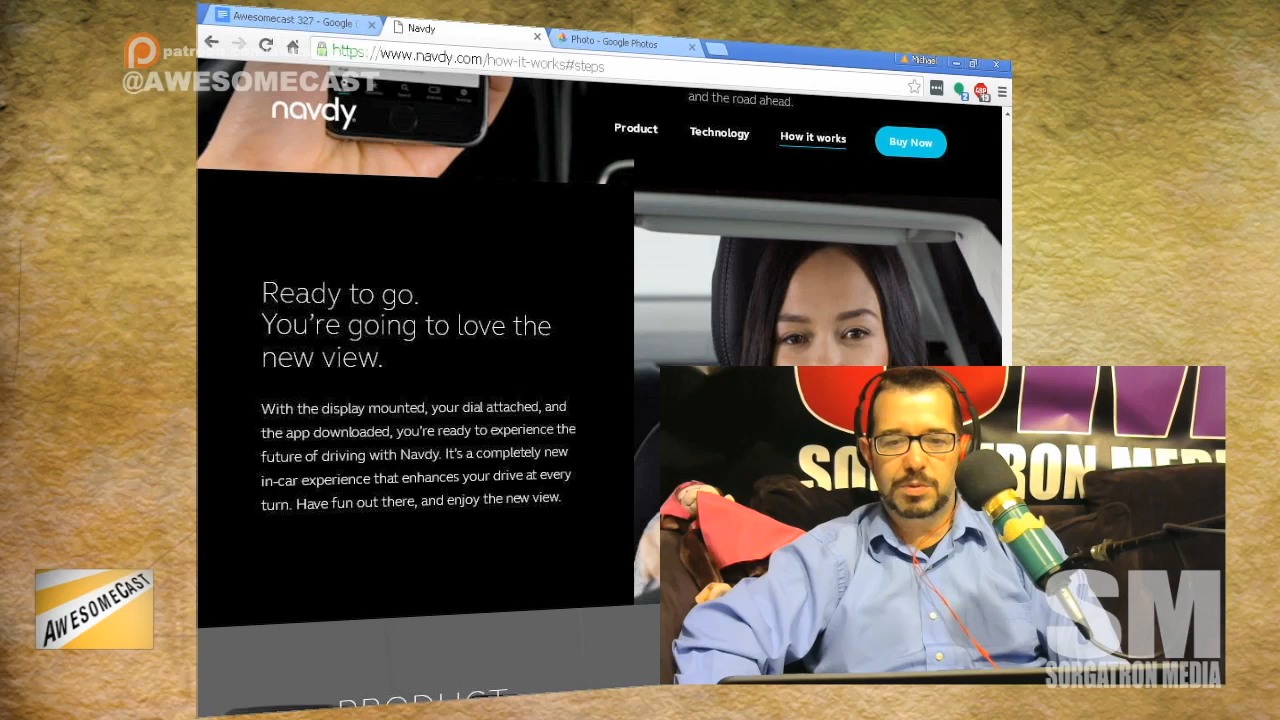 Awesomecast 327 - Google
Navdy
Photo - Google Photos
Michael
https://www.navdy.com/how-it-works#steps
@AWESOMECAST
navdy
and the road ahead.
Product
Technology
How it works
Buy Now
Ready to go.
You're going to love the
new view.
With the display mounted, your dial attached, and
the app downloaded, you're ready to experience the
future of driving with Navdy. It's a completely new
in-car experience that enhances your drive at every
turn. Have fun out there, and enjoy the new view.
PRODUCT
AWESOMECAST
SM
SORGATRON MEDIA